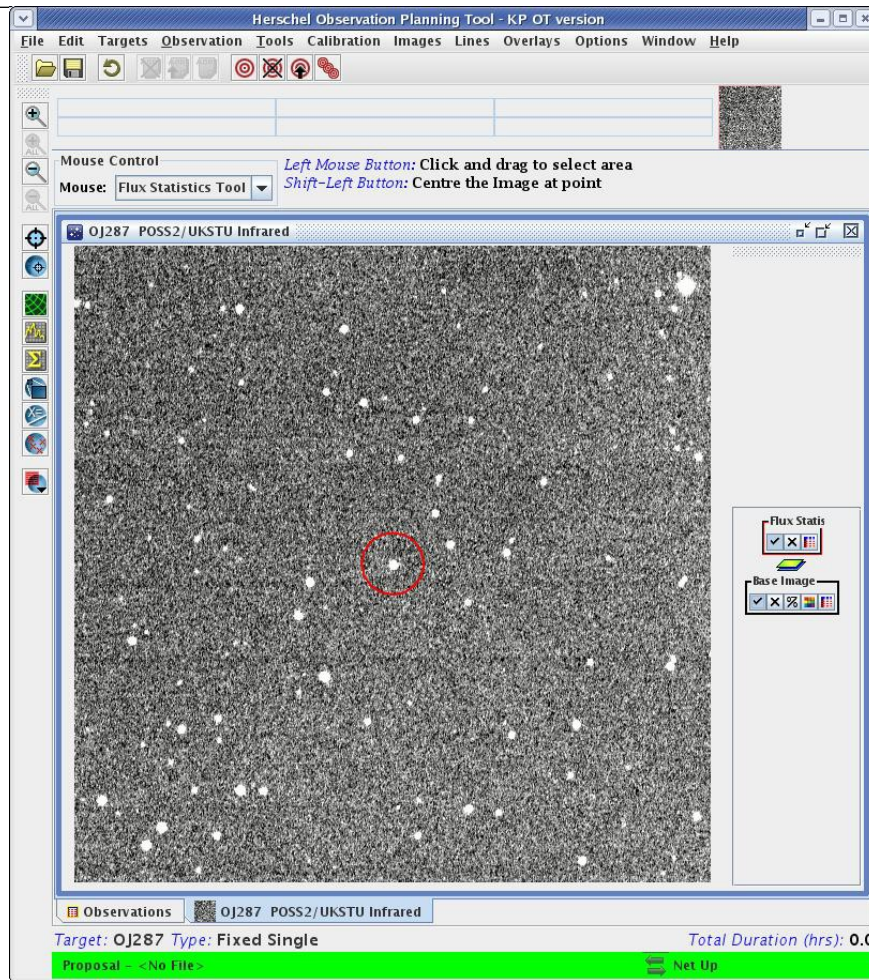 Herschel Observation Planning Tool - KP OT version
File Edit Targets Observation Tools Calibration Images Lines Overlays Options Window Help
ALL
ALL
Mouse Control
Mouse: Flux Statistics Tool
Left Mouse Button: Click and drag to select area
Shift-Left Button: Centre the Image at point
OJ287 POSS2/UKSTU Infrared
Flux Statis
Base Image
Observations
OJ287 POSS2/UKSTU Infrared
Target: OJ287 Type: Fixed Single
Total Duration (hrs): 0.0
Proposal - <No File>
Net Up